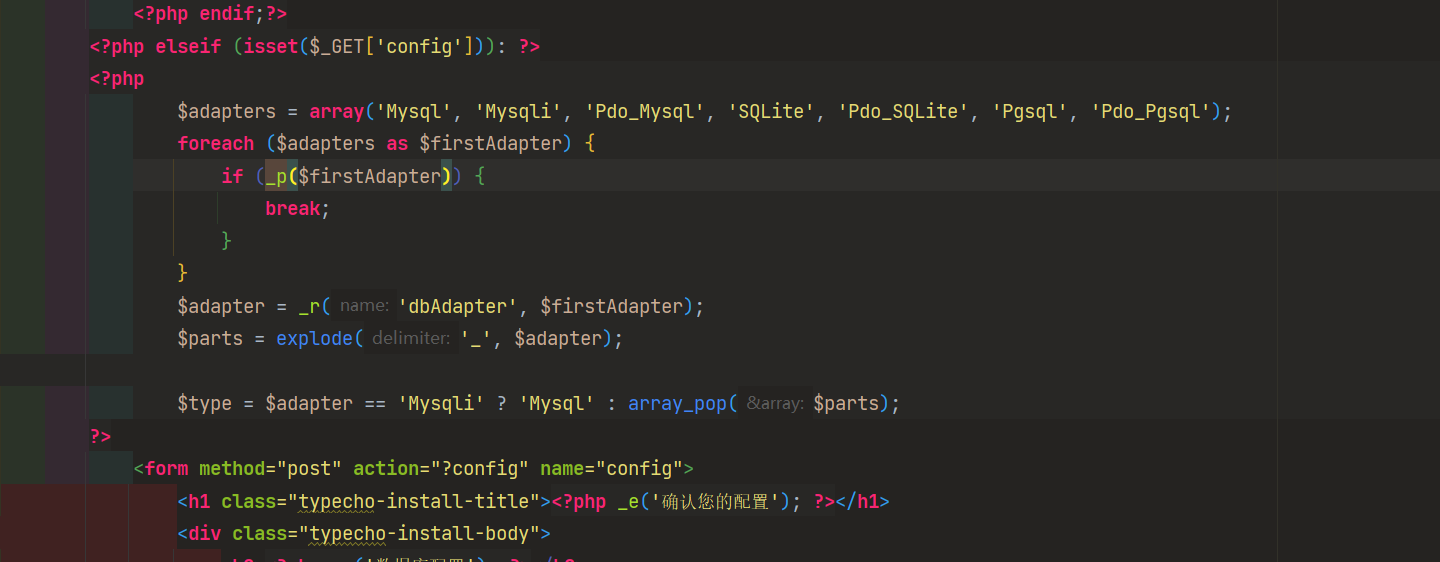 <?php endif;?>
<?php elseif (isset($_GET['config'])): ?>
<?php
$adapters = array('Mysql', 'Mysqli', 'Pdo_Mysql', 'SQLite', 'Pdo_SQLite', 'Pgsql', 'Pdo_Pgsql');
foreach ($adapters as $firstAdapter) {
if (_p($firstAdapter)) {
break;
}
}
$adapter = _r( name: 'dbAdapter', $firstAdapter);
$parts = explode( delimiter: '_', $adapter);
$type = $adapter == 'Mysqli' ? 'Mysql' : array_pop( &array: $parts);
?>
<form method="post" action="?config" name="config">
<h1 class="typecho-install-title"><?php _e('确认您的配置'); ?></h1>
<div class="typecho-install-body">